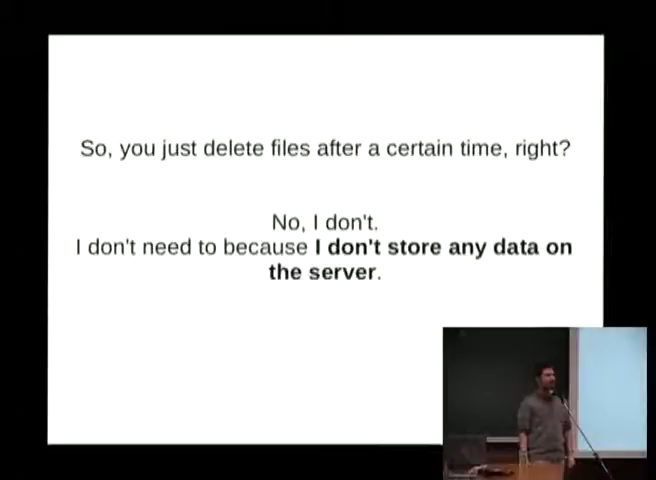 So, you just delete files after a certain time, right?
No, I don't.
I don't need to because I don't store any data on
the server.